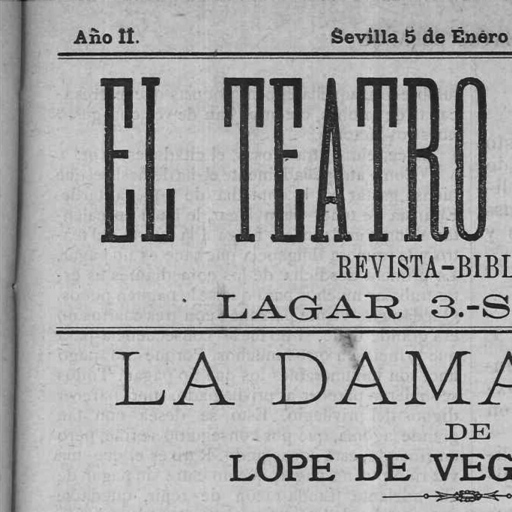 Año II. Sevilla 5 de Enero
EL TEATRO
REVISTA-BIBL
LAGAR 3.-S
LA DAMA
DE
LOPE DE VEG